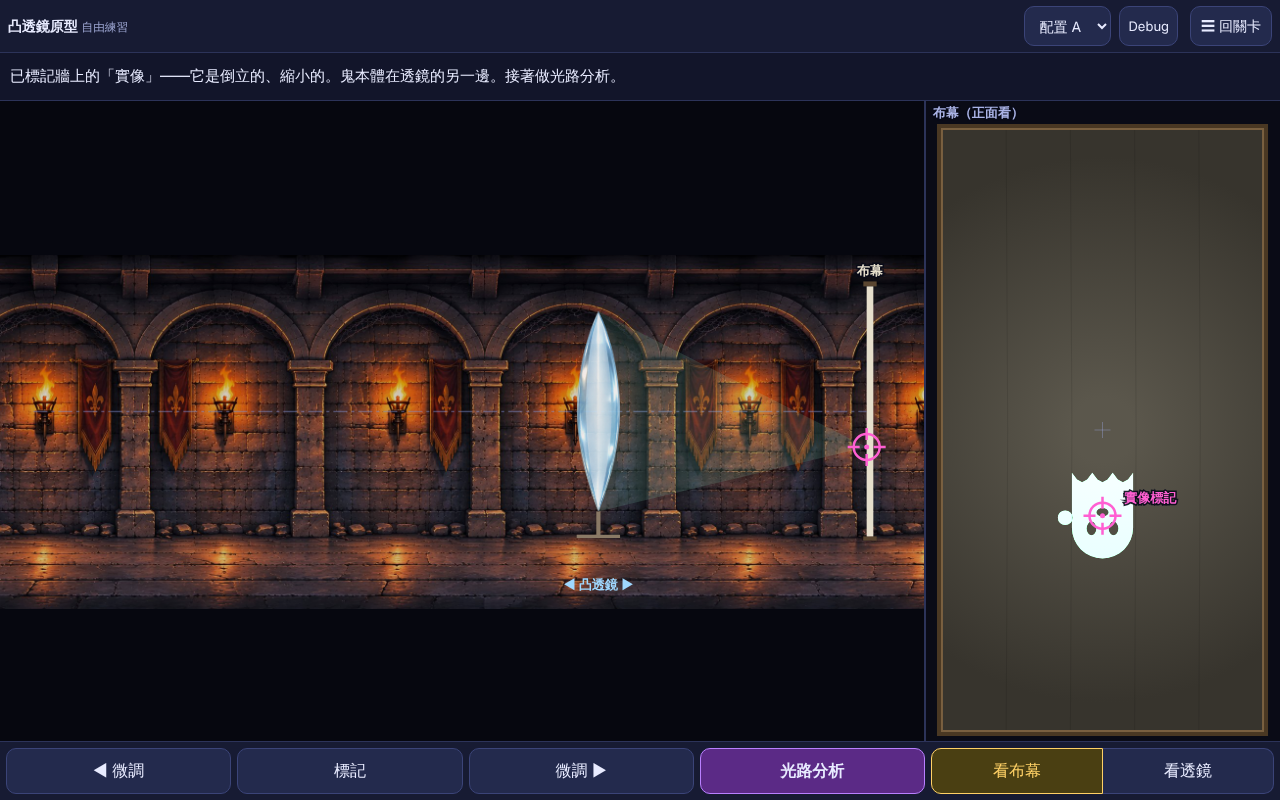 凸透鏡原型 自由練習
配置 A
Debug
☰ 回關卡
已標記牆上的「實像」——它是倒立的、縮小的。鬼本體在透鏡的另一邊。接著做光路分析。
布幕（正面看）
布幕
實像標記
◀ 凸透鏡 ▶
◀ 微調
標記
微調 ▶
光路分析
看布幕
看透鏡